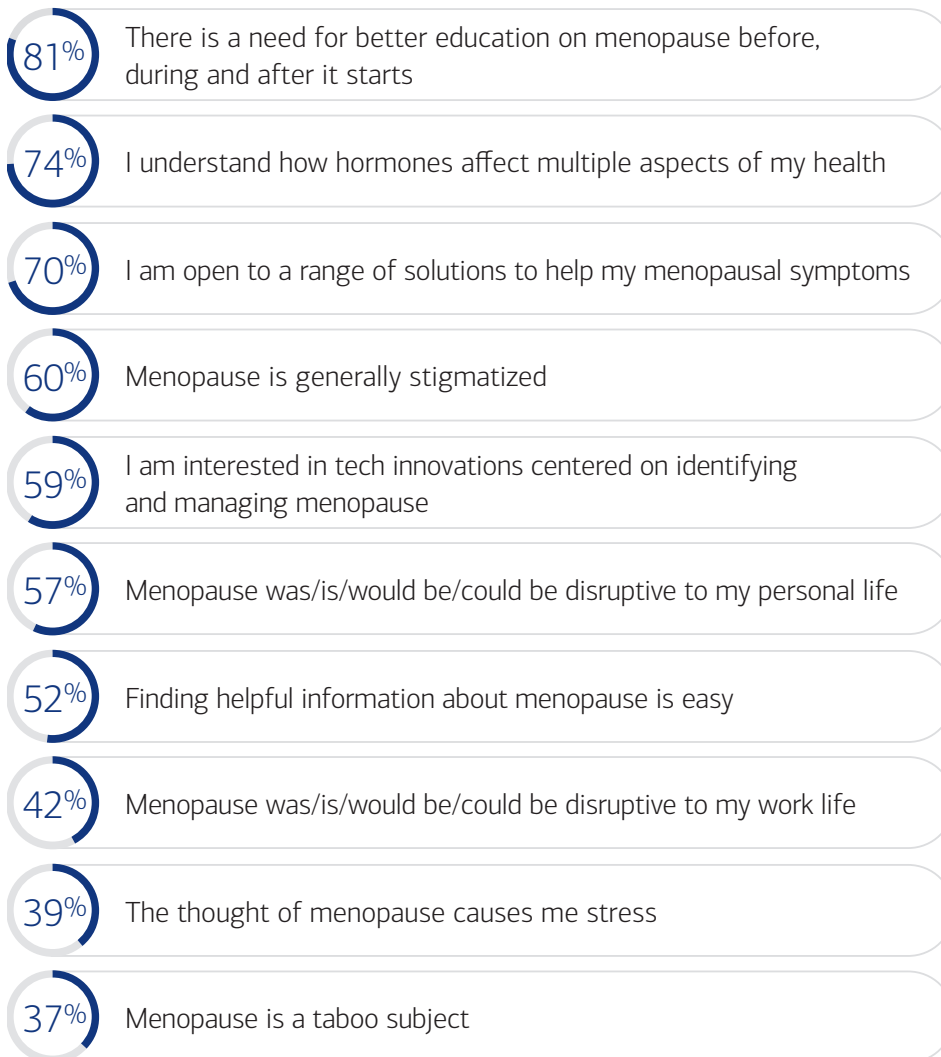 81%
There is a need for better education on menopause before,
during and after it starts
74%
I understand how hormones affect multiple aspects of my health
70%
I am open to a range of solutions to help my menopausal symptoms
60%
Menopause is generally stigmatized
59%
I am interested in tech innovations centered on identifying
and managing menopause
57%
Menopause was/is/would be/could be disruptive to my personal life
52%
Finding helpful information about menopause is easy
42%
Menopause was/is/would be/could be disruptive to my work life
39%
The thought of menopause causes me stress
37%
Menopause is a taboo subject